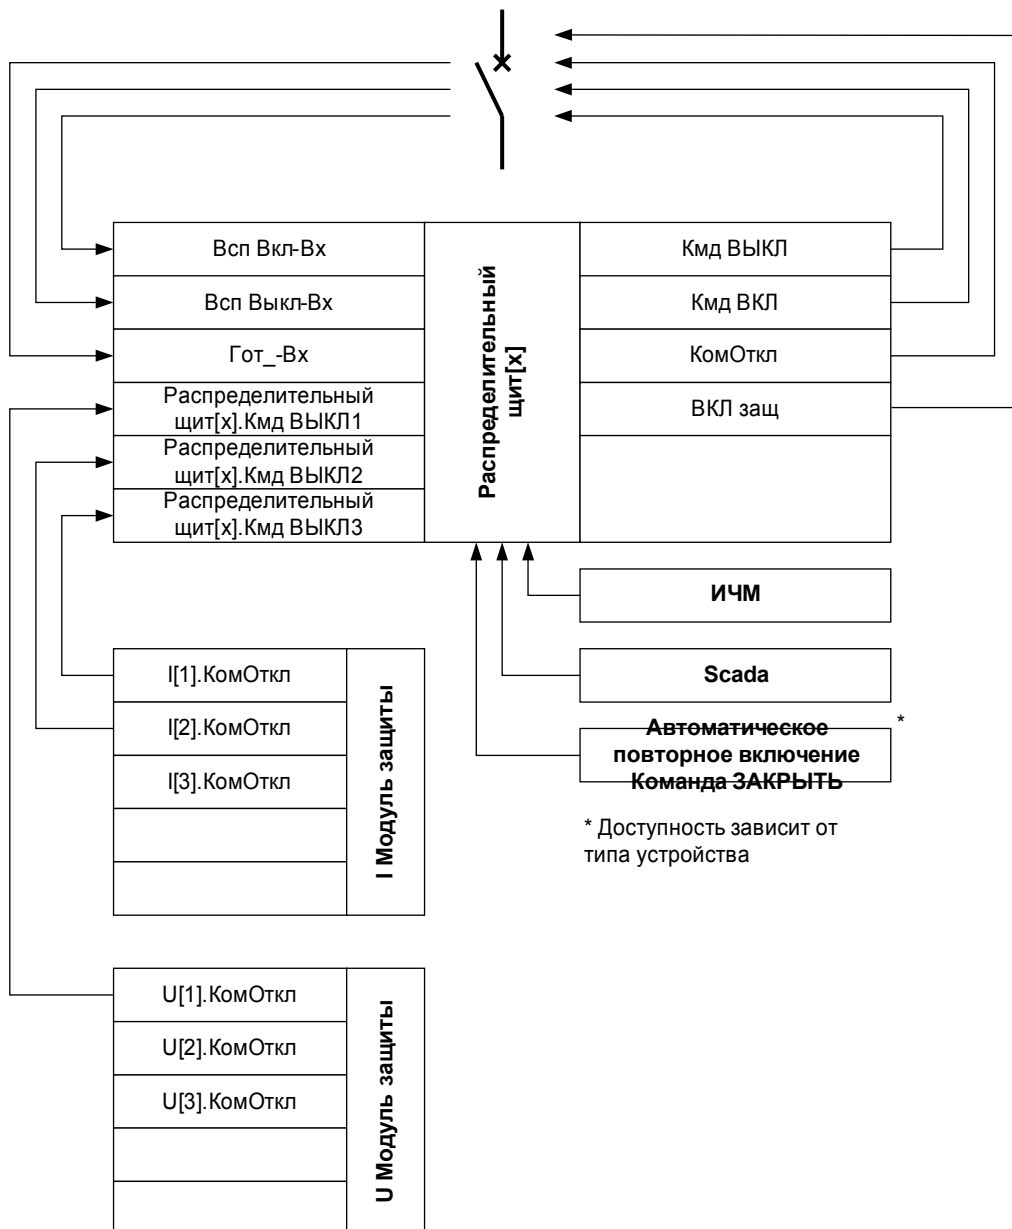 Всп Вкл-Вх
Всп Выкл-Вх
Гот_-Вх
Распределительный
щит[x].Кмд ВЫКЛ1
Распределительный
щит[x].Кмд ВЫКЛ2
Распределительный
щит[x].Кмд ВЫКЛ3
Распределительный
щит[x]
Кмд ВЫКЛ
Кмд ВКЛ
КомОткл
ВКЛ защ
ИЧМ
Scada
Автоматическое
повторное включение
Команда ЗАКРЫТЬ
*
* Доступность зависит от
типа устройства
I[1].КомОткл
I[2].КомОткл
I[3].КомОткл
I Модуль защиты
U[1].КомОткл
U[2].КомОткл
U[3].КомОткл
U Модуль защиты